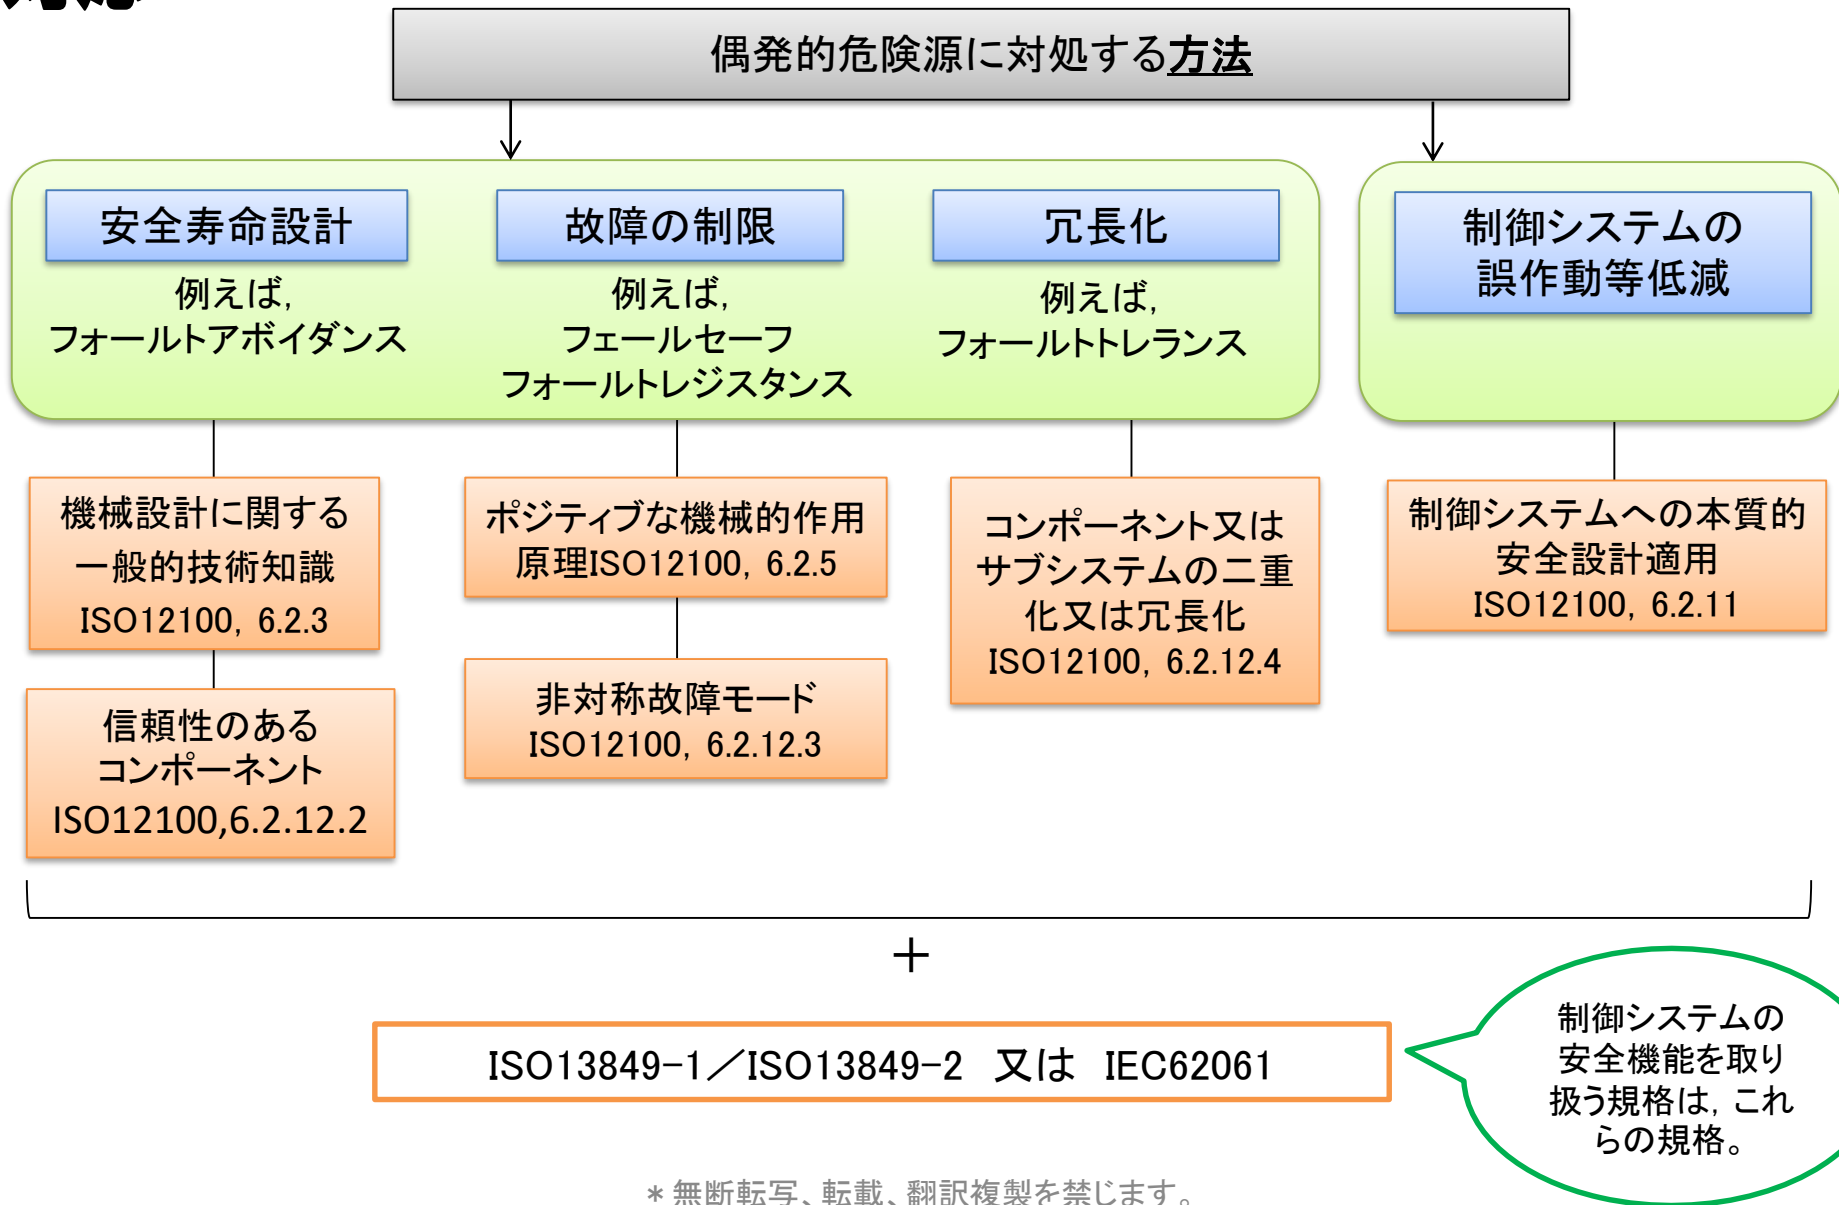 偶発的危険源に対処する方法
安全寿命設計
例えば,
フォールトアボイダンス
故障の制限
例えば,
フェールセーフ
フォールトレジスタンス
冗長化
例えば,
フォールトトレランス
制御システムの
誤作動等低減
機械設計に関する
一般的技術知識
ISO12100, 6.2.3
信頼性のある
コンポーネント
ISO12100,6.2.12.2
ポジティブな機械的作用
原理ISO12100, 6.2.5
非対称故障モード
ISO12100, 6.2.12.3
コンポーネント又は
サブシステムの二重
化又は冗長化
ISO12100, 6.2.12.4
制御システムへの本質的
安全設計適用
ISO12100, 6.2.11
+
ISO13849-1／ISO13849-2 又は IEC62061
制御システムの
安全機能を取り
扱う規格は, これ
らの規格。
* 無断転写、転載、翻訳複製を禁じます。